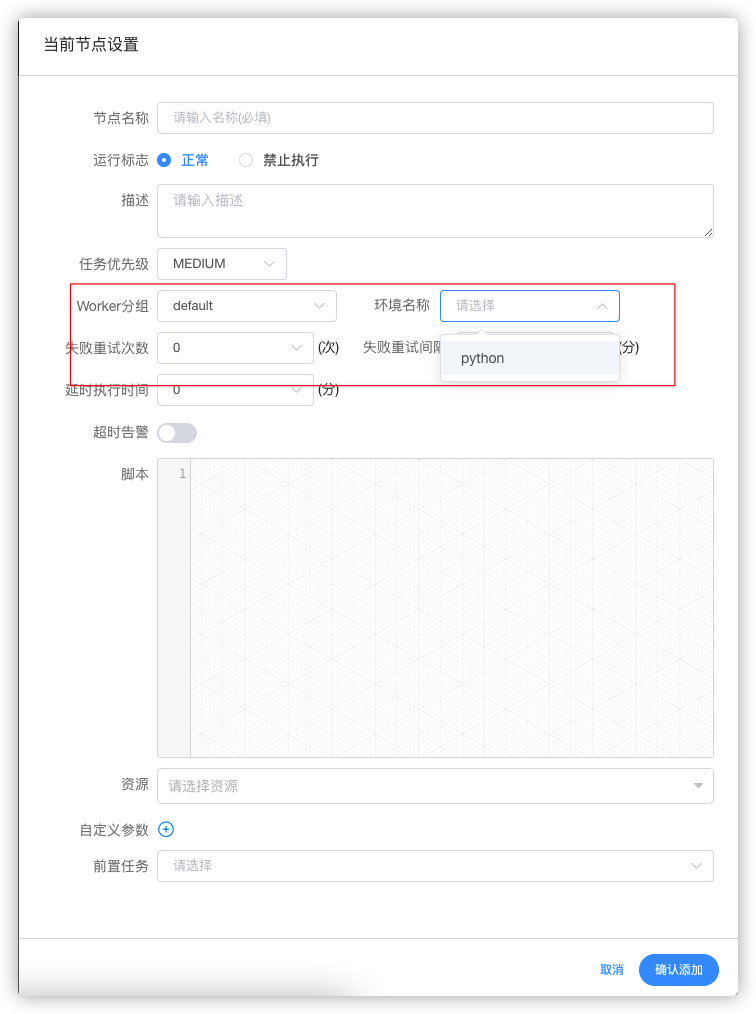 当前节点设置
节点名称 请输入名称(必填)
运行标志 正常 禁止执行
描述 请输入描述
任务优先级 MEDIUM
Worker分组 default 环境名称 请选择
失败重试次数 0 (次) 失败重试间隔 (分)
python
延时执行时间 0 (分)
超时告警
脚本 1
资源 请选择资源
自定义参数
前置任务 请选择
取消 确认添加